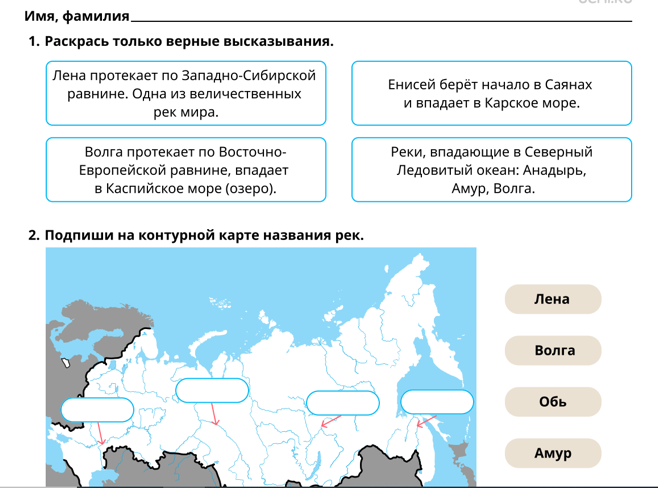 Имя, фамилия
1. Раскрась только верные высказывания.
Лена протекает по Западно-Сибирской
равнине. Одна из величественных
рек мира.
Енисей берёт начало в Саянах
и впадает в Карское море.
Волга протекает по Восточно-
Европейской равнине, впадает
в Каспийское море (озеро).
Реки, впадающие в Северный
Ледовитый океан: Анадырь,
Амур, Волга.
2. Подпиши на контурной карте названия рек.
Лена
Волга
Обь
Амур